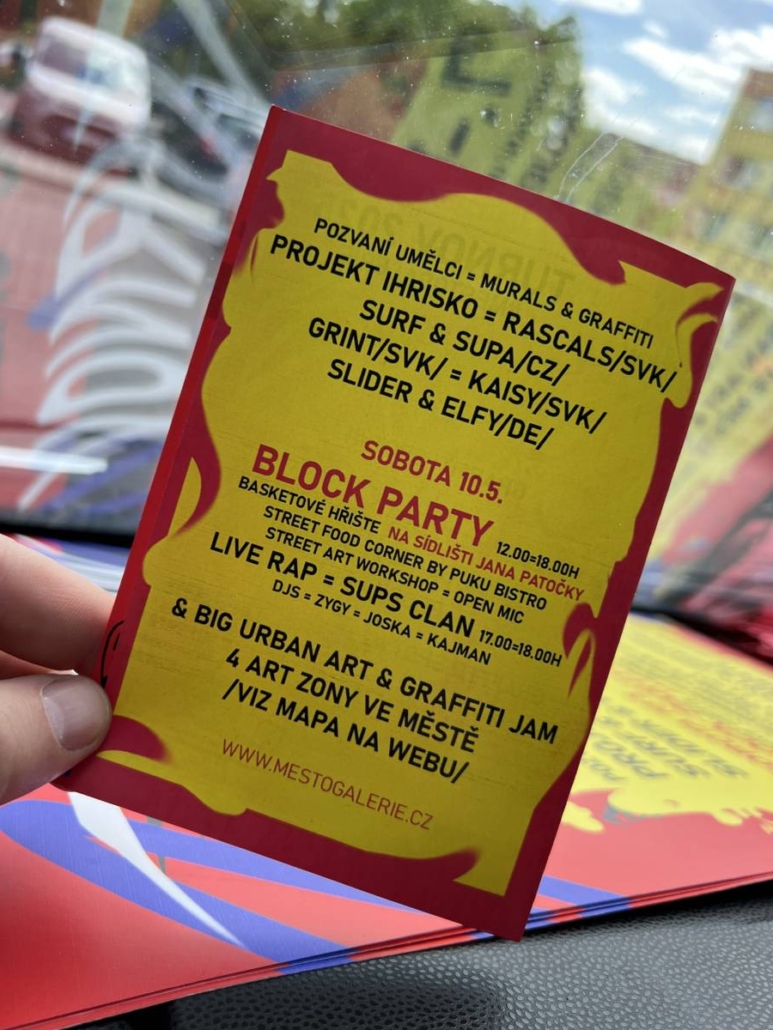 POZVANÍ UMĚLCI = MURALS & GRAFFITI
PROJEKT IHRISKO = RASCALS/SVK/
SURF & SUPA/CZ/
GRINT/SVK/ = KAISY/SVK/
SLIDER & ELFY/DE/
SOBOTA 10.5.
BLOCK PARTY 12.00=18.00H
BASKETOVÉ HŘIŠTE NA SÍDLIŠTI JANA PATOČKY
STREET FOOD CORNER BY PUKU BISTRO
STREET ART WORKSHOP = OPEN MIC
LIVE RAP = SUPS CLAN 17.00=18.00H
DJS = ZYGY = JOSKA = KAJMAN
& BIG URBAN ART & GRAFFITI JAM
4 ART ZONY VE MĚSTĚ
/VIZ MAPA NA WEBU/
WWW.MESTOGALERIE.CZ